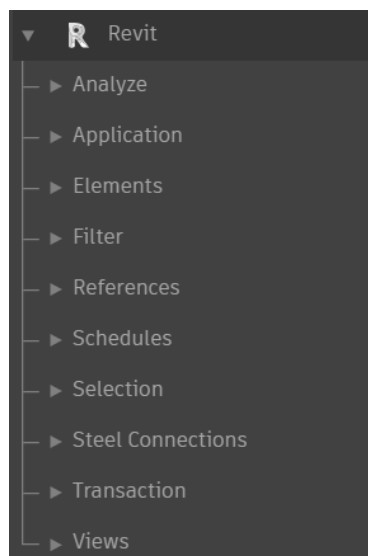 Revit
Analyze
Application
Elements
Filter
References
Schedules
Selection
Steel Connections
Transaction
Views